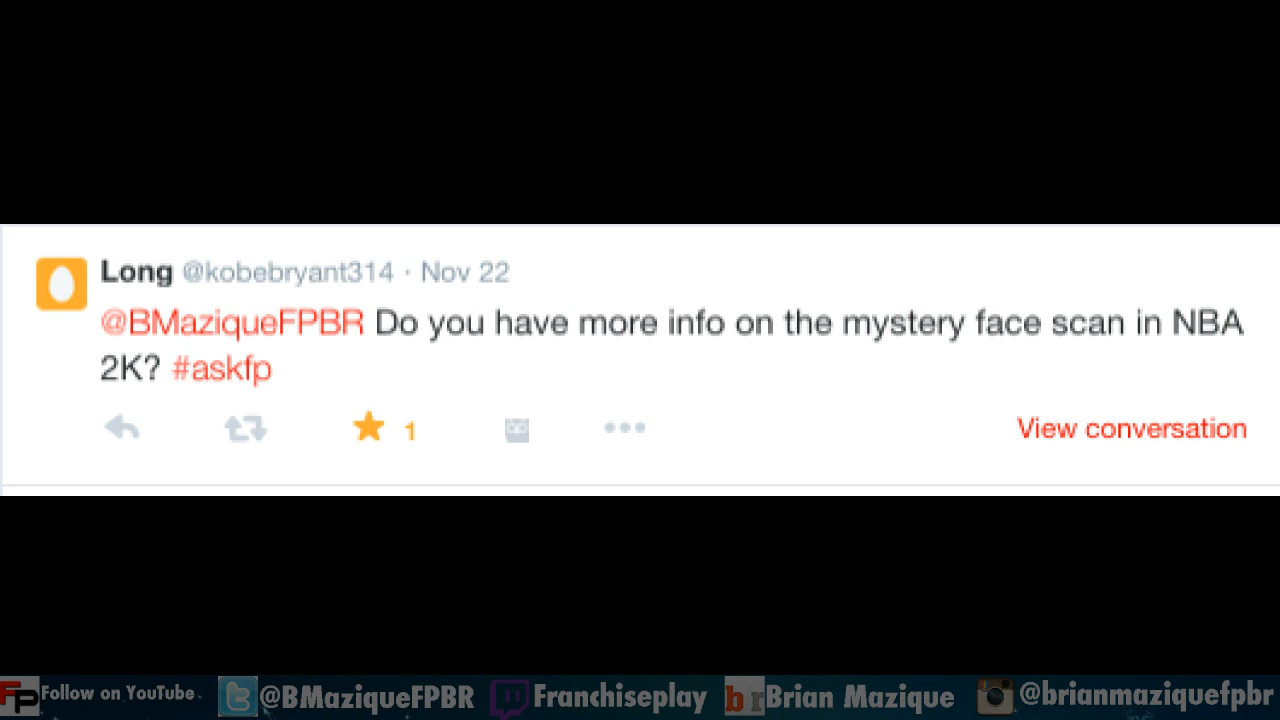 Long @kobebryant314 · Nov 22
@BMaziqueFPBR Do you have more info on the mystery face scan in NBA
2K? #askfp
1
View conversation
FP Follow on YouTube @BMaziqueFPBR Franchiseplay br Brian Mazique @brianmaziquefpbr